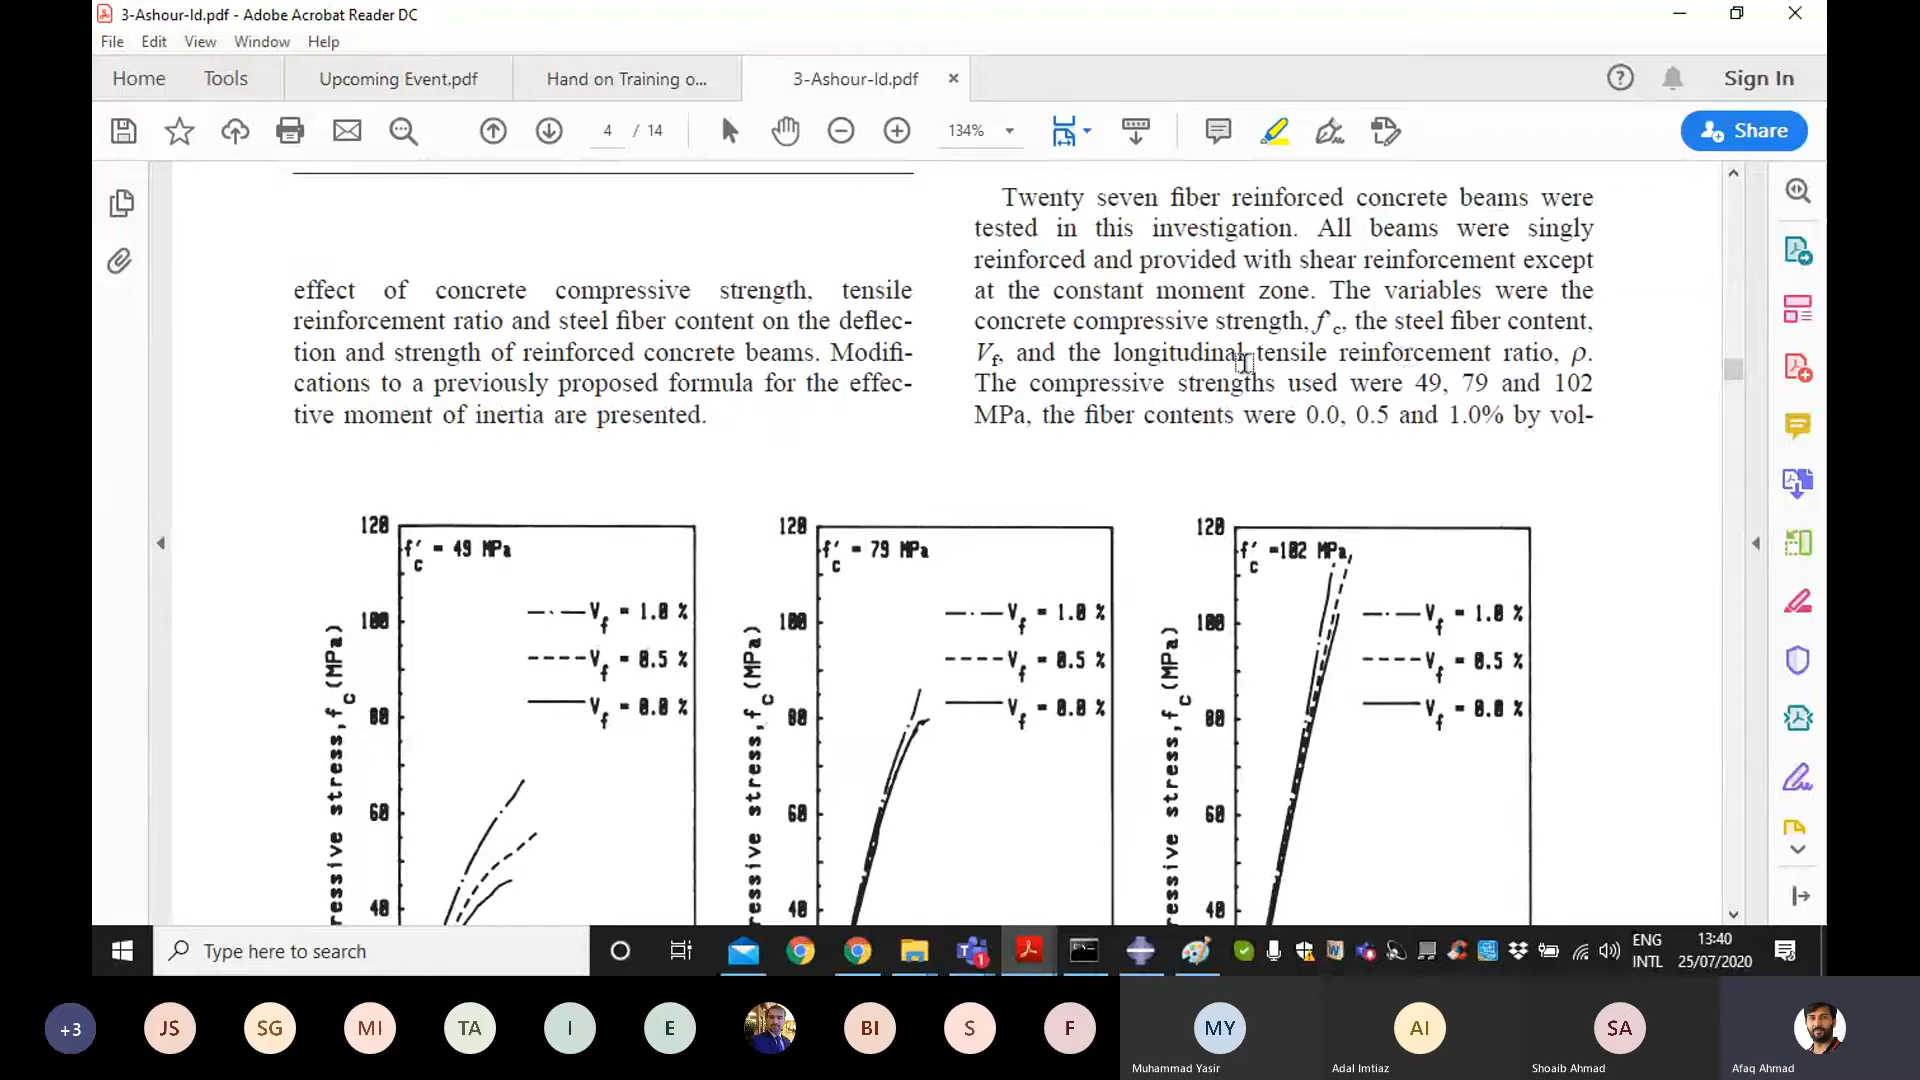 3-Ashour-Id.pdf - Adobe Acrobat Reader DC
File Edit View Window Help
Home Tools Upcoming Event.pdf Hand on Training o... 3-Ashour-Id.pdf × Sign In
4 / 14 134% Share
effect of concrete compressive strength, tensile
reinforcement ratio and steel fiber content on the deflec-
tion and strength of reinforced concrete beams. Modifi-
cations to a previously proposed formula for the effec-
tive moment of inertia are presented.
Twenty seven fiber reinforced concrete beams were
tested in this investigation. All beams were singly
reinforced and provided with shear reinforcement except
at the constant moment zone. The variables were the
concrete compressive strength, f'c, the steel fiber content,
Vf, and the longitudinal tensile reinforcement ratio, ρ.
The compressive strengths used were 49, 79 and 102
MPa, the fiber contents were 0.0, 0.5 and 1.0% by vol-
120
f'c = 49 MPa
Vf = 1.0 %
100
Vf = 0.5 %
Vf = 0.0 %
80
60
40
ressive stress, fc (MPa)
120
f'c = 79 MPa
Vf = 1.0 %
100
Vf = 0.5 %
Vf = 0.0 %
80
60
40
ressive stress, fc (MPa)
120
f'c =102 MPa
Vf = 1.0 %
100
Vf = 0.5 %
Vf = 0.0 %
80
60
40
ressive stress, fc (MPa)
Type here to search
1
ENG
INTL
13:40
25/07/2020
+3 JS SG MI TA I E BI S F MY AI SA
Muhammad Yasir Adal Imtiaz Shoaib Ahmad Afaq Ahmad